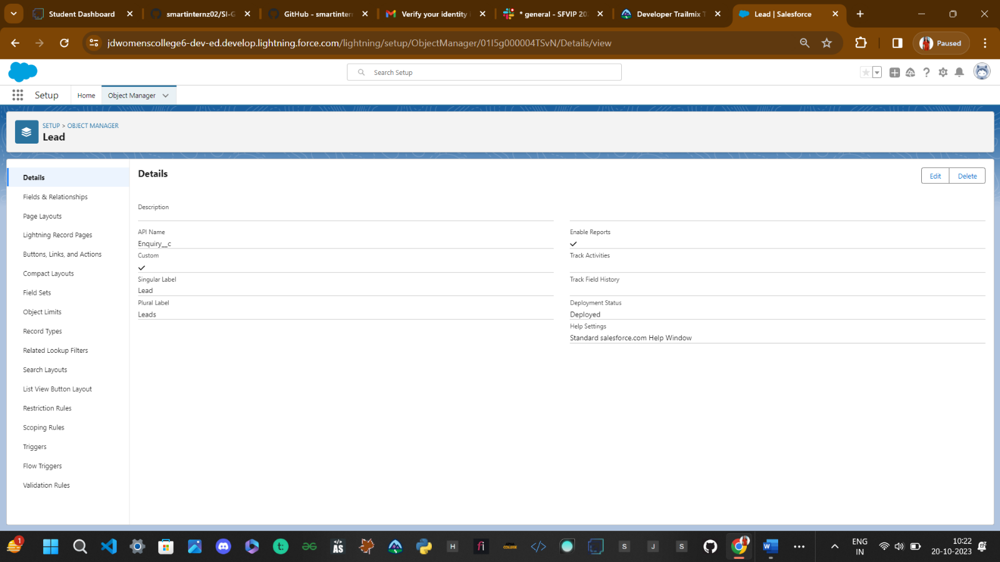 Student Dashboard
smartinternz02/SI-G
GitHub - smartintern
Verify your identity
* general - SFVIP 202
Developer Trailmix T
Lead | Salesforce
jdwomenscollege6-dev-ed.develop.lightning.force.com/lightning/setup/ObjectManager/01I5g000004TSvN/Details/view
Paused
Search Setup
Setup
Home
Object Manager
SETUP > OBJECT MANAGER
Lead
Details
Fields & Relationships
Page Layouts
Lightning Record Pages
Buttons, Links, and Actions
Compact Layouts
Field Sets
Object Limits
Record Types
Related Lookup Filters
Search Layouts
List View Button Layout
Restriction Rules
Scoping Rules
Triggers
Flow Triggers
Validation Rules
Details
Edit
Delete
Description
API Name
Enquiry__c
Custom
Singular Label
Lead
Plural Label
Leads
Enable Reports
Track Activities
Track Field History
Deployment Status
Deployed
Help Settings
Standard salesforce.com Help Window
1
t:
</>
AS
H
fi
COLLEGE
</>
S
J
S
W
ENG
IN
10:22
20-10-2023